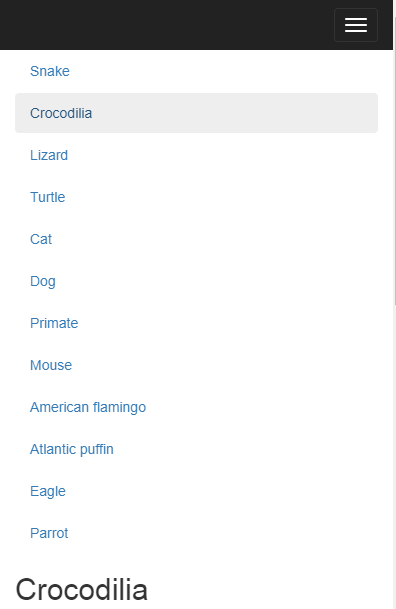 Snake
Crocodilia
Lizard
Turtle
Cat
Dog
Primate
Mouse
American flamingo
Atlantic puffin
Eagle
Parrot
Crocodilia